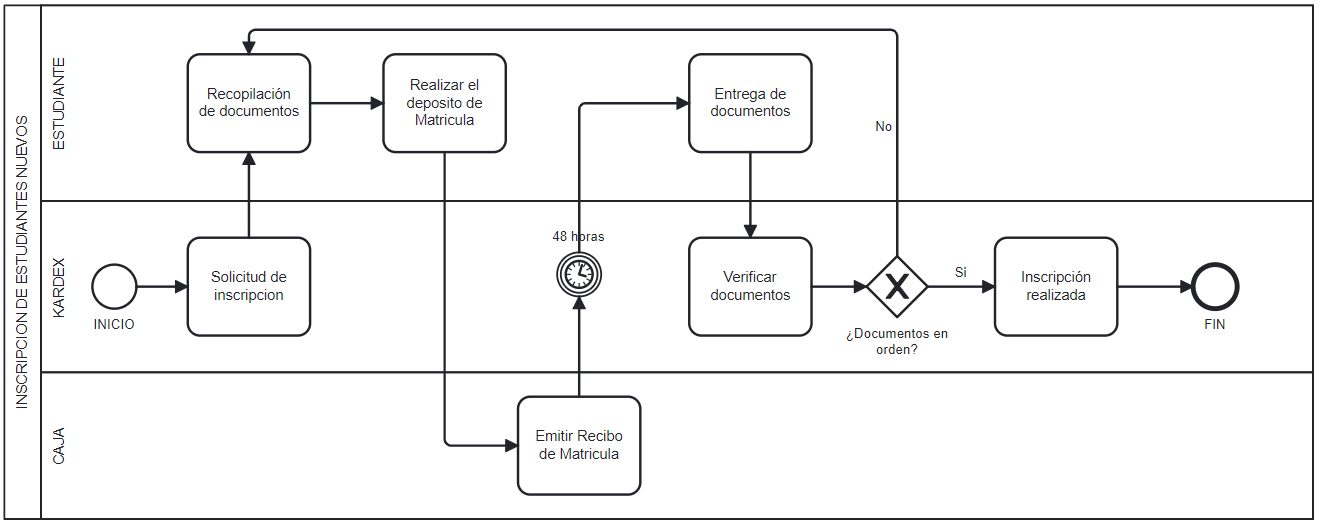 INSCRIPCION DE ESTUDIANTES NUEVOS
ESTUDIANTE
Recopilación
de documentos
Realizar el
deposito de
Matricula
Entrega de
documentos
No
KARDEX
INICIO
Solicitud de
inscripcion
48 horas
Verificar
documentos
¿Documentos en
orden?
Si
Inscripción
realizada
FIN
CAJA
Emitir Recibo
de Matricula